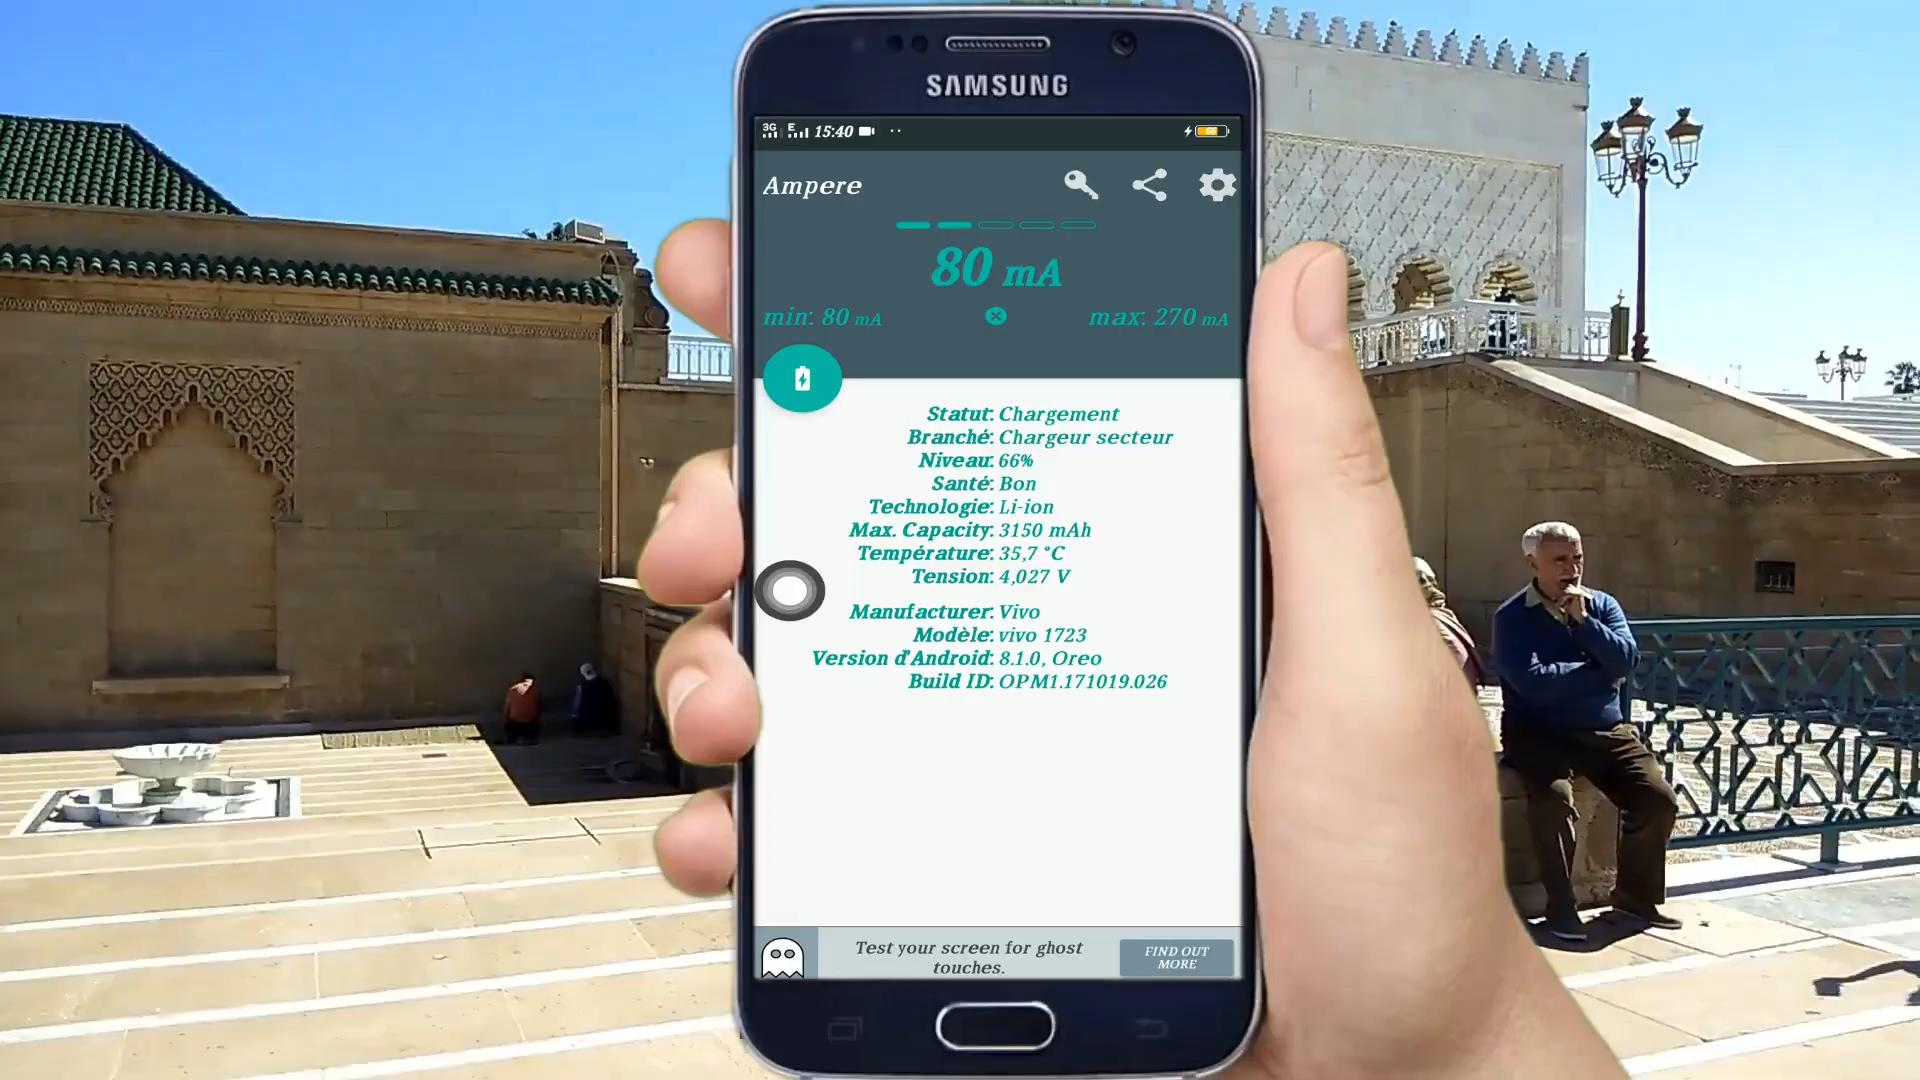 SAMSUNG
3G E 15:40 66
Ampere
80 mA
min: 80 mA max: 270 mA
Statut: Chargement
Branché: Chargeur secteur
Niveau: 66%
Santé: Bon
Technologie: Li-ion
Max. Capacity: 3150 mAh
Température: 35,7 °C
Tension: 4,027 V
Manufacturer: Vivo
Modèle: vivo 1723
Version d'Android: 8.1.0, Oreo
Build ID: OPM1.171019.026
Test your screen for ghost
touches.
FIND OUT
MORE